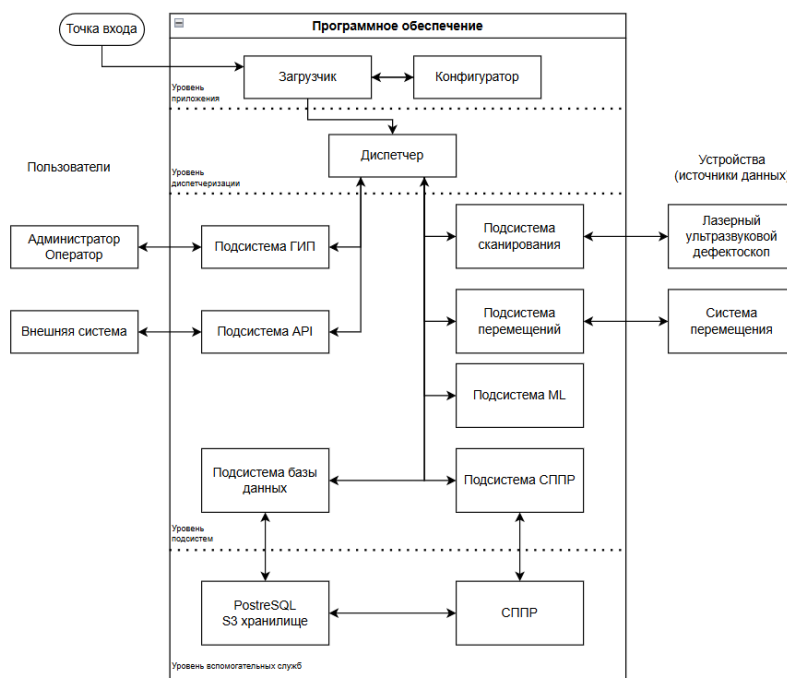 Точка входа
Программное обеспечение
Загрузчик
Конфигуратор
Уровень
приложения
Диспетчер
Пользователи
Уровень
диспетчеризации
Устройства
(источники данных)
Администратор
Оператор
Подсистема ГИП
Подсистема
сканирования
Лазерный
ультразвуковой
дефектоскоп
Внешняя система
Подсистема API
Подсистема
перемещений
Система
перемещения
Подсистема ML
Подсистема базы
данных
Подсистема СППР
Уровень
подсистем
PostreSQL
S3 хранилище
СППР
Уровень вспомогательных служб